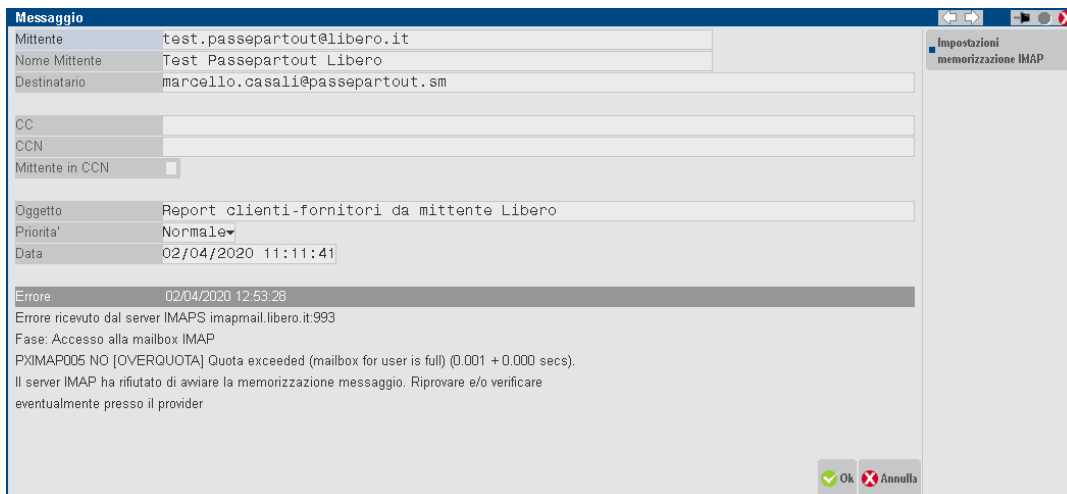 Messaggio
Mittente test.passepartout@libero.it
Nome Mittente Test Passepartout Libero
Destinatario marcello.casali@passepartout.sm
CC
CCN
Mittente in CCN
Oggetto Report clienti-fornitori da mittente Libero
Priorita' Normale
Data 02/04/2020 11:11:41
Errore 02/04/2020 12:53:28
Errore ricevuto dal server IMAPS imapmail.libero.it:993
Fase: Accesso alla mailbox IMAP
PXIMAP005 NO [OVERQUOTA] Quota exceeded (mailbox for user is full) (0.001 + 0.000 secs).
Il server IMAP ha rifiutato di avviare la memorizzazione messaggio. Riprovare e/o verificare
eventualmente presso il provider
Impostazioni
memorizzazione IMAP
Ok Annulla